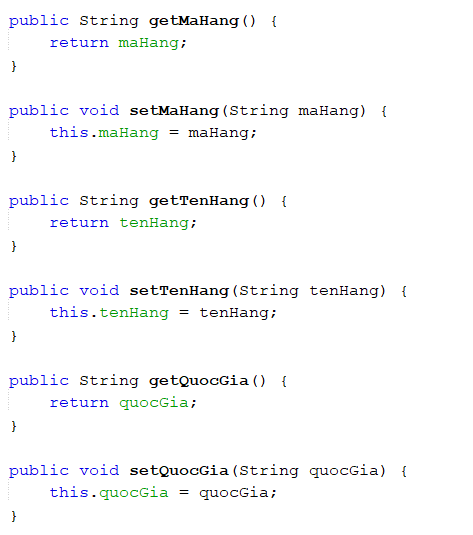 public String getMaHang() {
return maHang;
}
public void setMaHang(String maHang) {
this.maHang = maHang;
}
public String getTenHang() {
return tenHang;
}
public void setTenHang(String tenHang) {
this.tenHang = tenHang;
}
public String getQuocGia() {
return quocGia;
}
public void setQuocGia(String quocGia) {
this.quocGia = quocGia;
}